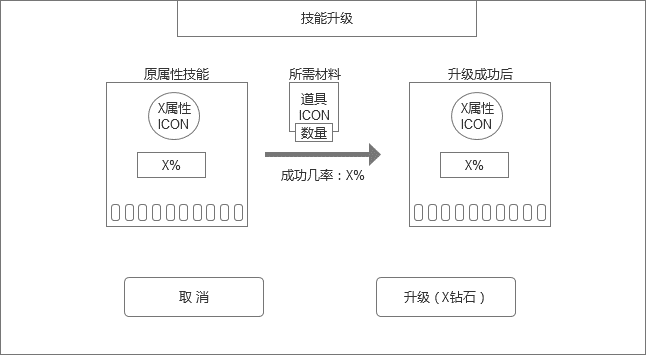 技能升级
原属性技能
所需材料
升级成功后
X属性
ICON
道具
ICON
数量
X属性
ICON
X%
X%
成功几率：X%
取 消
升级（X钻石）